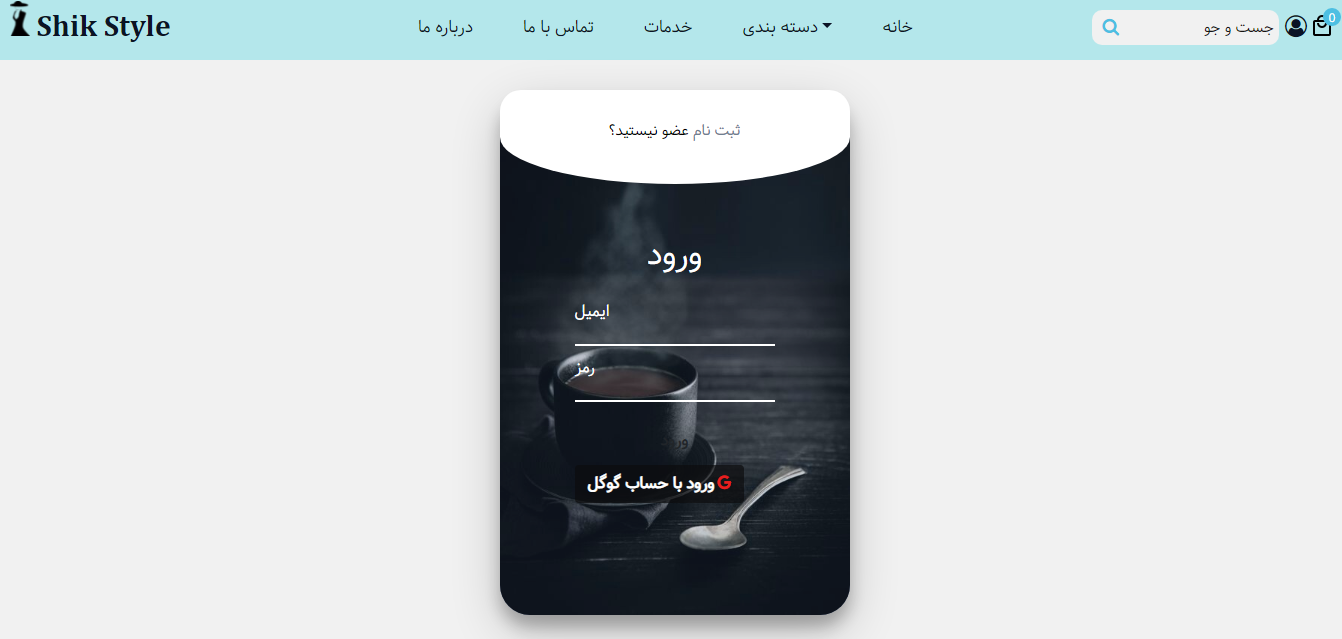 Shik Style
خانه
دسته بندی
خدمات
تماس با ما
درباره ما
جست و جو
0
عضو نیستید؟ ثبت نام
ورود
ایمیل
رمز
ورود
ورود با حساب گوگل